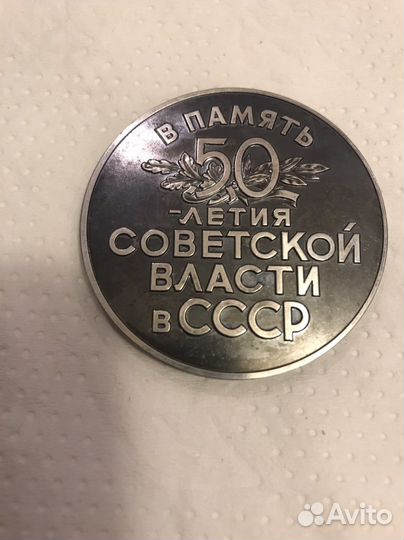 В ПАМЯТЬ
50
-ЛЕТИЯ
СОВЕТСКОЙ
ВЛАСТИ
в СССР
Avito